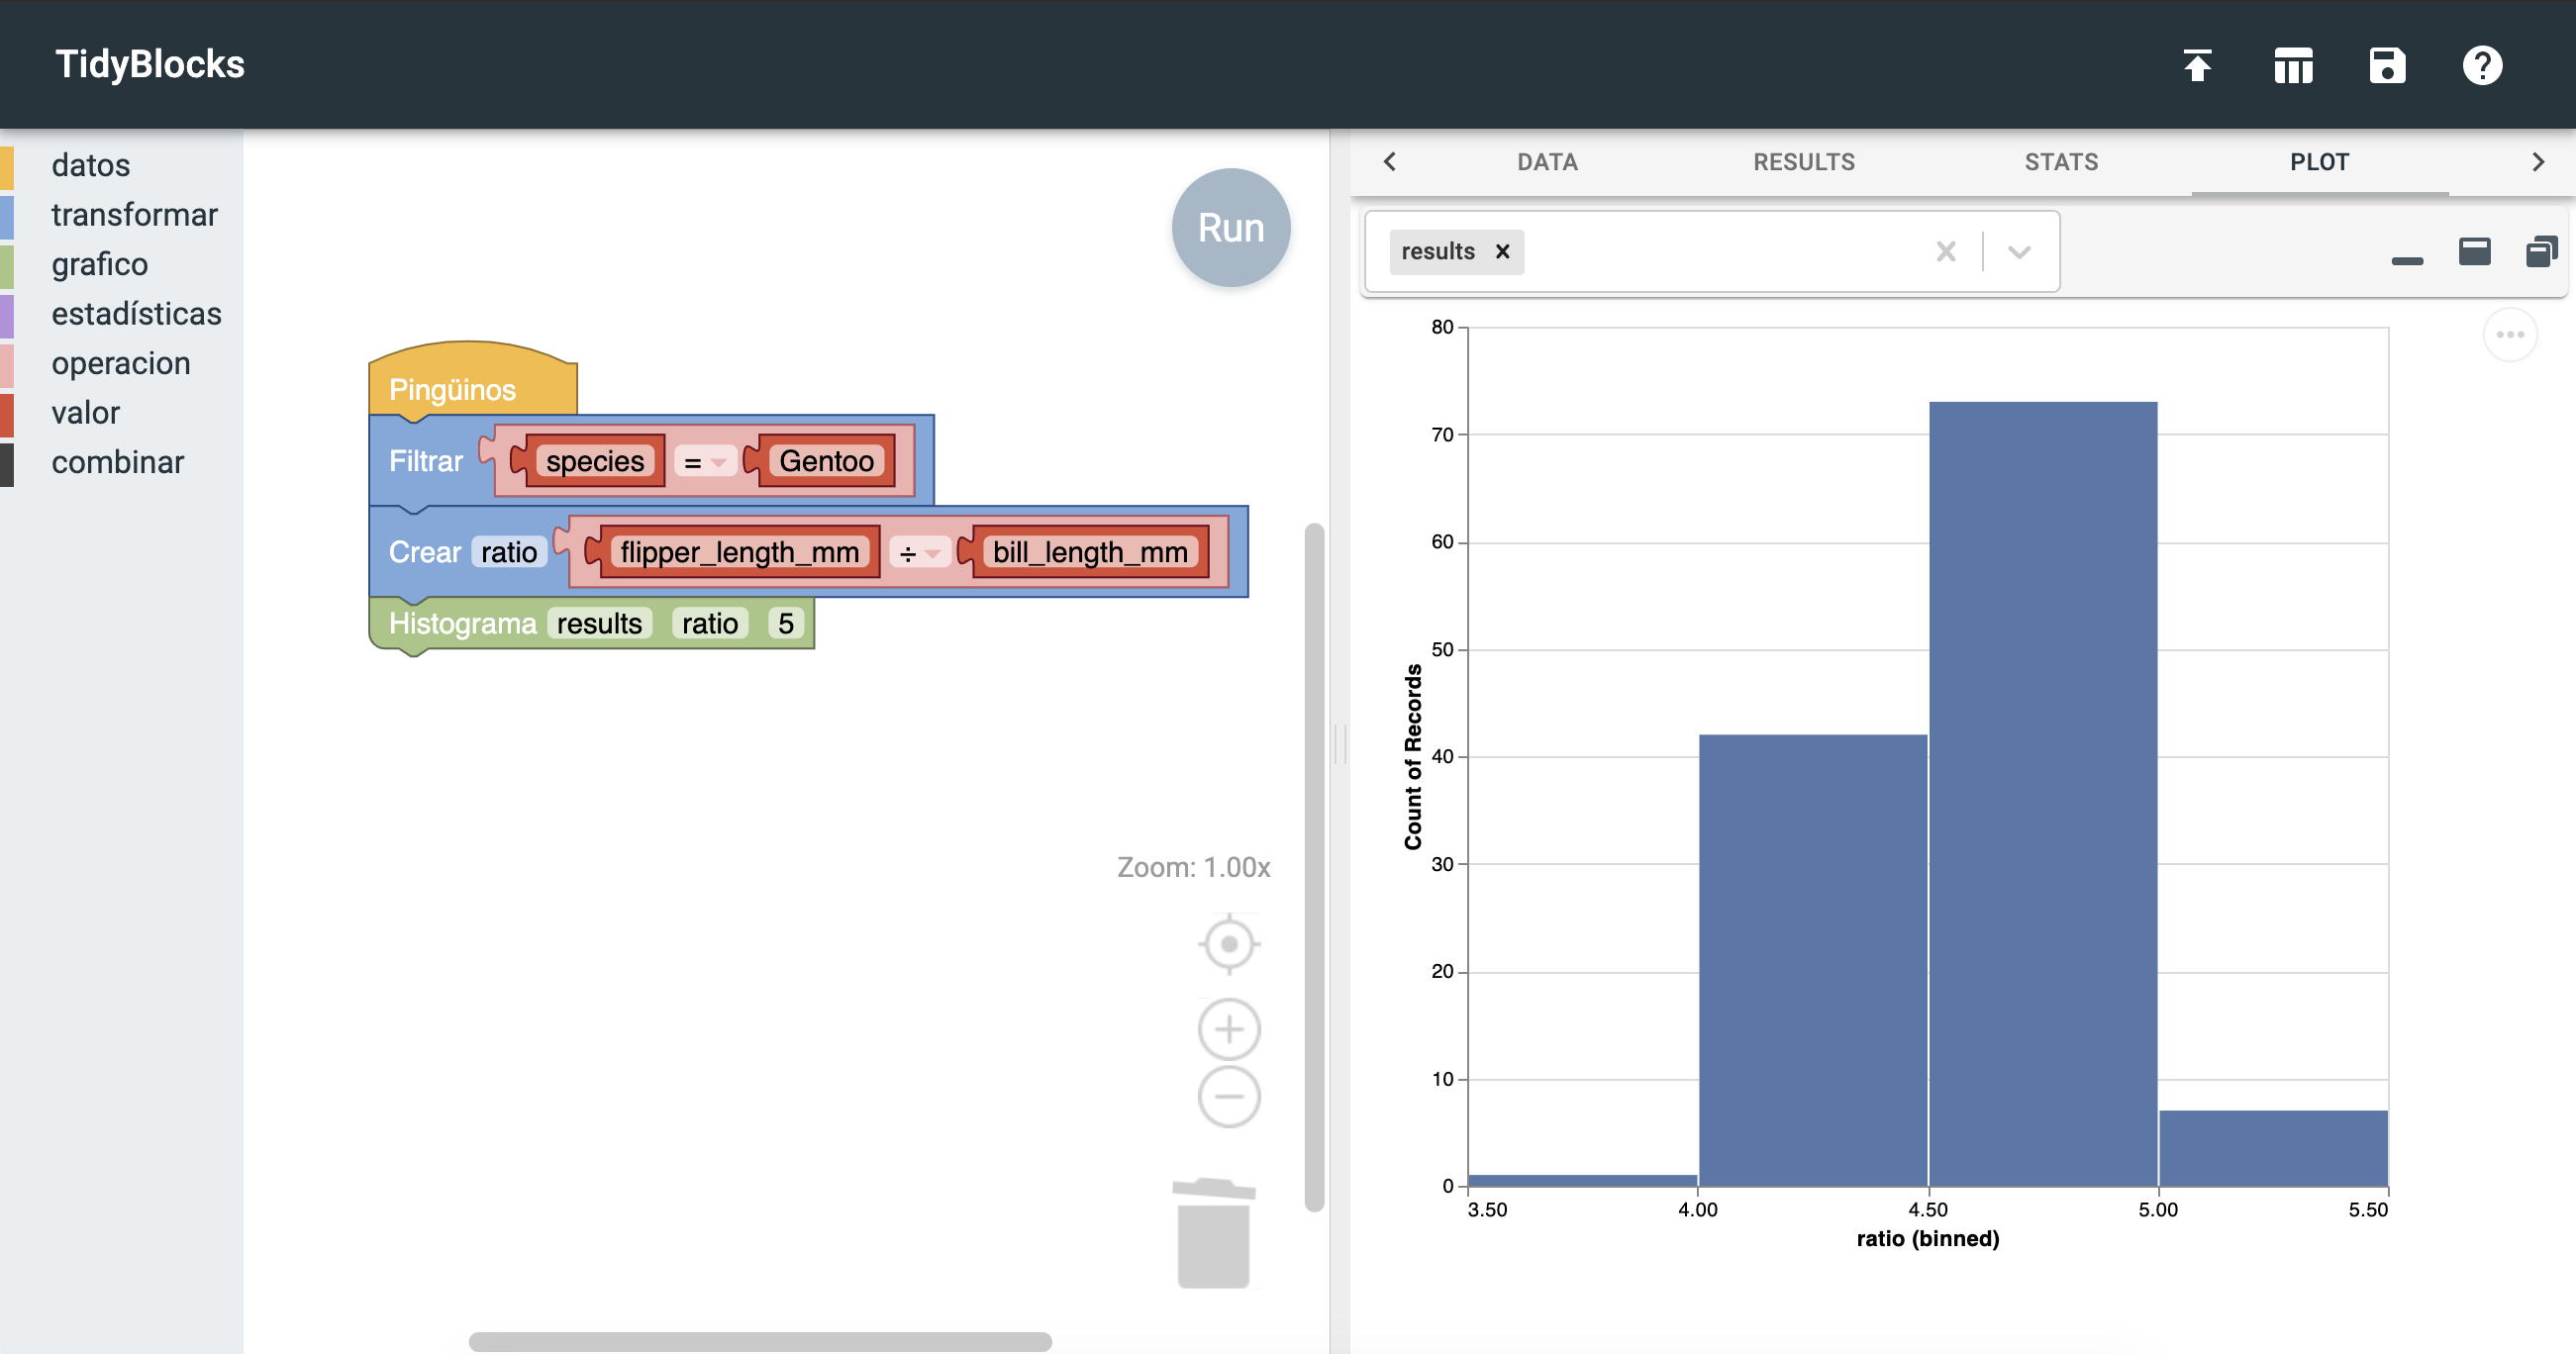 TidyBlocks
datos
transformar
grafico
estadísticas
operacion
valor
combinar
Run
Pingüinos
Filtrar species = Gentoo
Crear ratio flipper_length_mm ÷ bill_length_mm
Histograma results ratio 5
Zoom: 1.00x
DATA RESULTS STATS PLOT
results
80
70
60
50
40
30
20
10
0
Count of Records
3.50 4.00 4.50 5.00 5.50
ratio (binned)